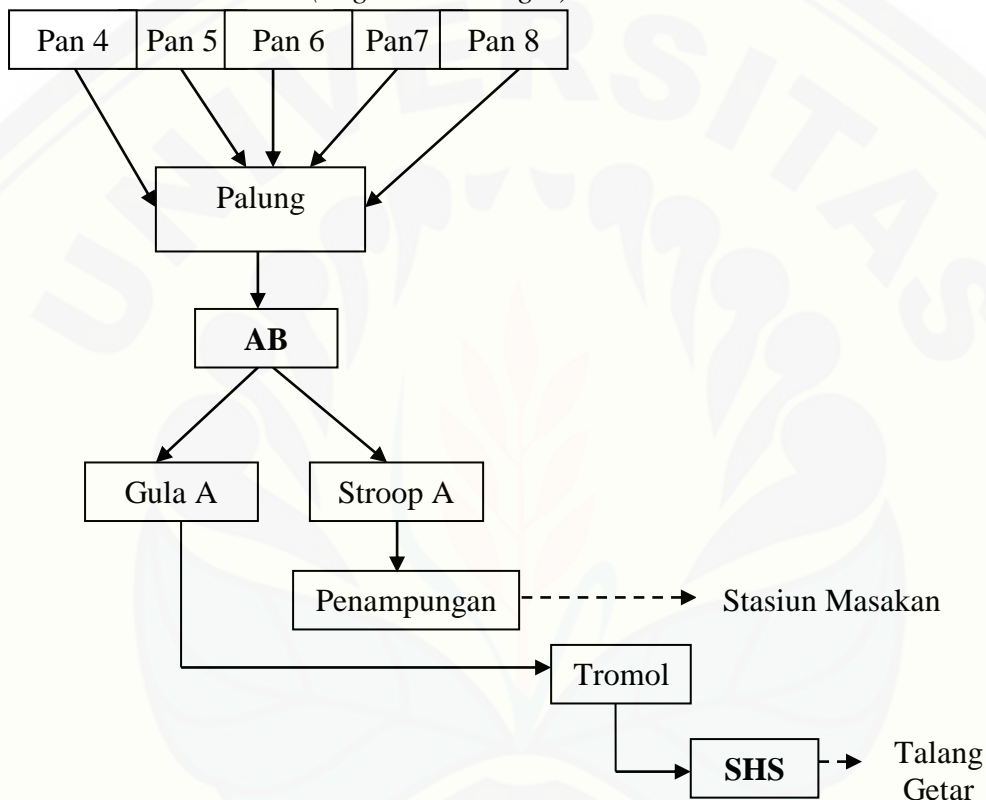 Pan 4 Pan 5 Pan 6 Pan7 Pan 8
Palung
AB
Gula A Stroop A
Penampungan Stasiun Masakan
Tromol
SHS Talang
Getar
UNIVERSITAS